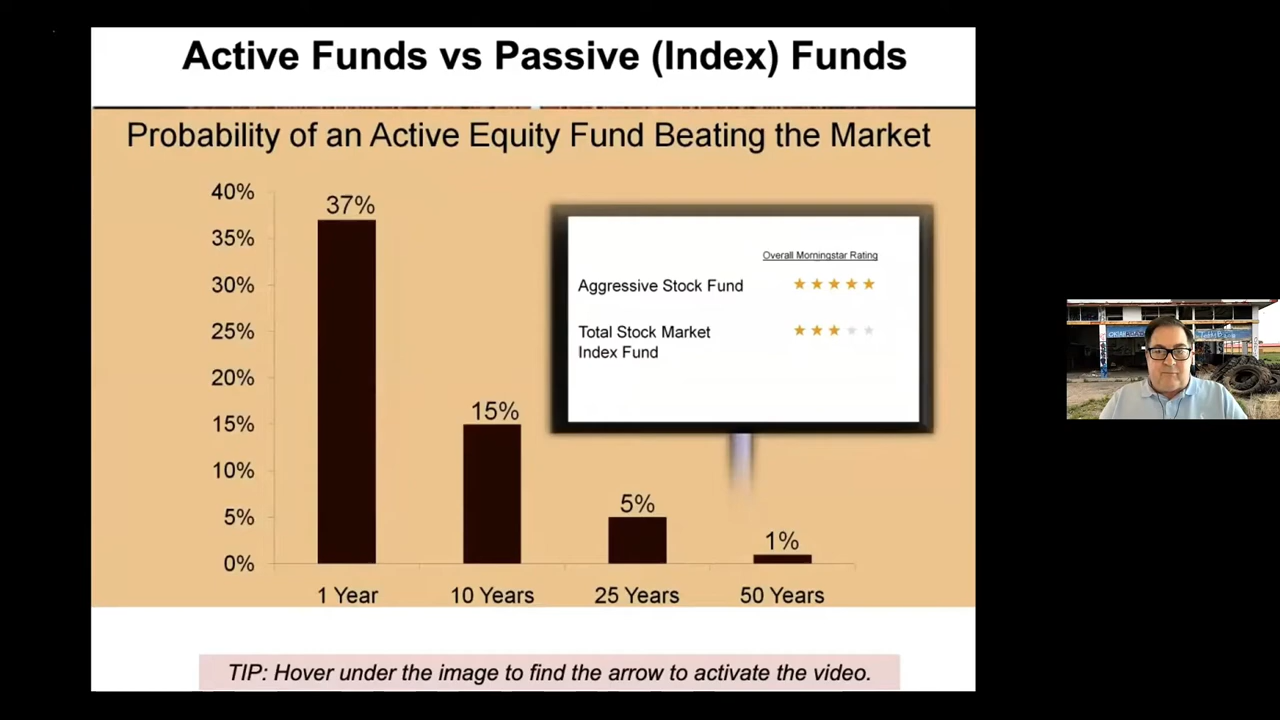 Active Funds vs Passive (Index) Funds
Probability of an Active Equity Fund Beating the Market
40%
35%
30%
25%
20%
15%
10%
5%
0%
37%
15%
5%
1%
1 Year
10 Years
25 Years
50 Years
Overall Morningstar Rating
Aggressive Stock Fund
Total Stock Market
Index Fund
TIP: Hover under the image to find the arrow to activate the video.